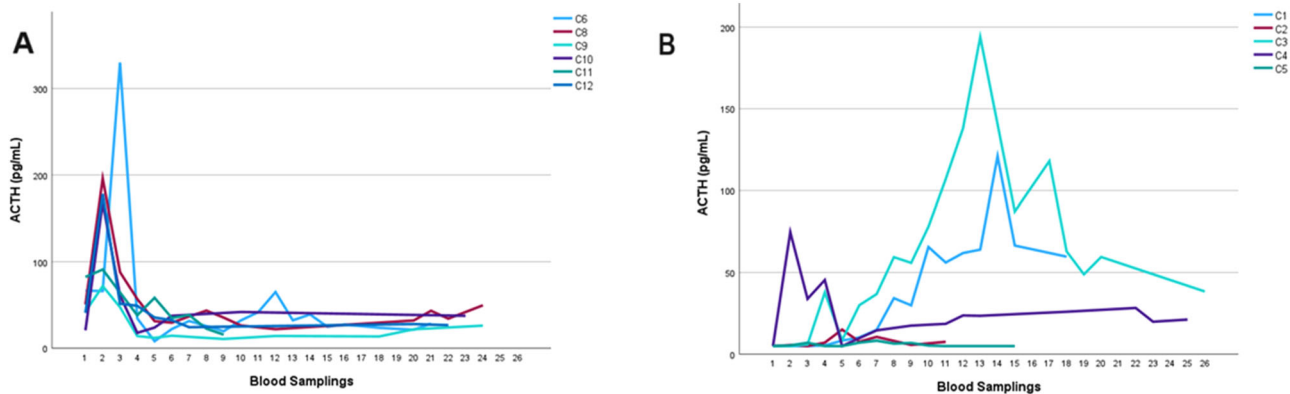 A
C6
C8
C9
C10
C11
C12
ACTH (pg/mL)
300
200
100
0
1 2 3 4 5 6 7 8 9 10 11 12 13 14 15 16 17 18 19 20 21 22 23 24 25 26
Blood Samplings
B
C1
C2
C3
C4
C5
ACTH (pg/mL)
200
150
100
50
0
1 2 3 4 5 6 7 8 9 10 11 12 13 14 15 16 17 18 19 20 21 22 23 24 25 26
Blood Samplings